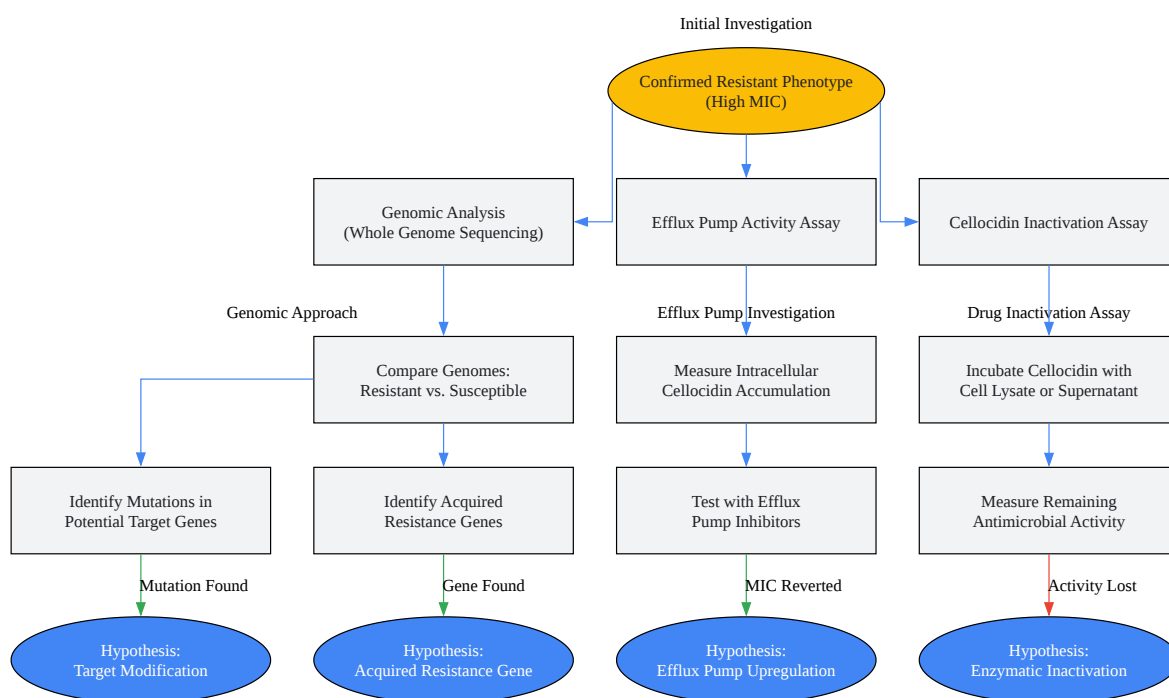 Initial Investigation
Confirmed Resistant Phenotype
(High MIC)
Genomic Analysis
(Whole Genome Sequencing)
Efflux Pump Activity Assay
Cellocidin Inactivation Assay
Genomic Approach
Efflux Pump Investigation
Drug Inactivation Assay
Compare Genomes:
Resistant vs. Susceptible
Measure Intracellular
Cellocidin Accumulation
Incubate Cellocidin with
Cell Lysate or Supernatant
Identify Mutations in
Potential Target Genes
Identify Acquired
Resistance Genes
Test with Efflux
Pump Inhibitors
Measure Remaining
Antimicrobial Activity
Mutation Found
Gene Found
MIC Reverted
Activity Lost
Hypothesis:
Target Modification
Hypothesis:
Acquired Resistance Gene
Hypothesis:
Efflux Pump Upregulation
Hypothesis:
Enzymatic Inactivation